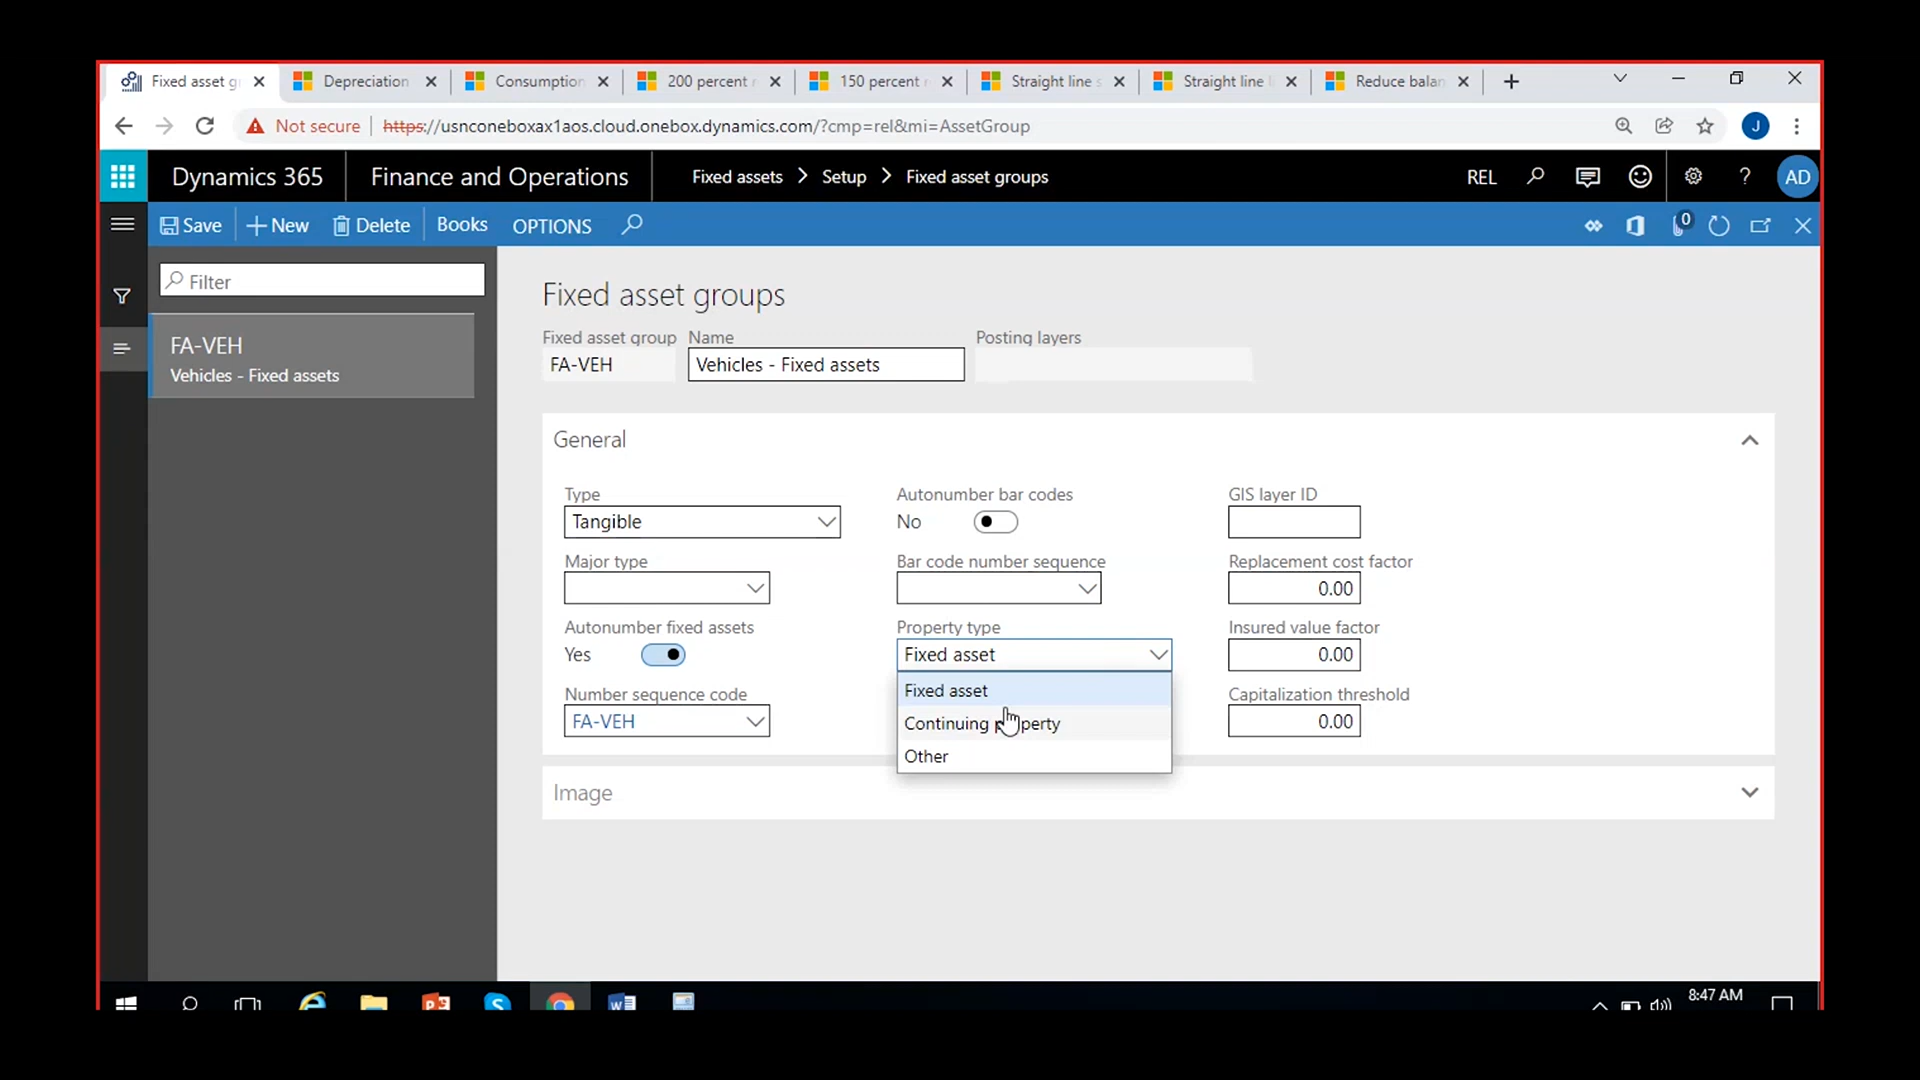 Fixed asset g
Depreciation
Consumption
200 percent
150 percent
Straight line s
Straight line
Reduce balan
Not secure
https://usnconeboxax1aos.cloud.onebox.dynamics.com/?cmp=rel&mi=AssetGroup
J
Dynamics 365
Finance and Operations
Fixed assets > Setup > Fixed asset groups
REL
?
AD
Save
New
Delete
Books
OPTIONS
0
Filter
FA-VEH
Vehicles - Fixed assets
Fixed asset groups
Fixed asset group
Name
Posting layers
FA-VEH
Vehicles - Fixed assets
General
Type
Tangible
Major type
Autonumber fixed assets
Yes
Number sequence code
FA-VEH
Autonumber bar codes
No
Bar code number sequence
Property type
Fixed asset
Fixed asset
Continuing property
Other
GIS layer ID
Replacement cost factor
0.00
Insured value factor
0.00
Capitalization threshold
0.00
Image
8:47 AM